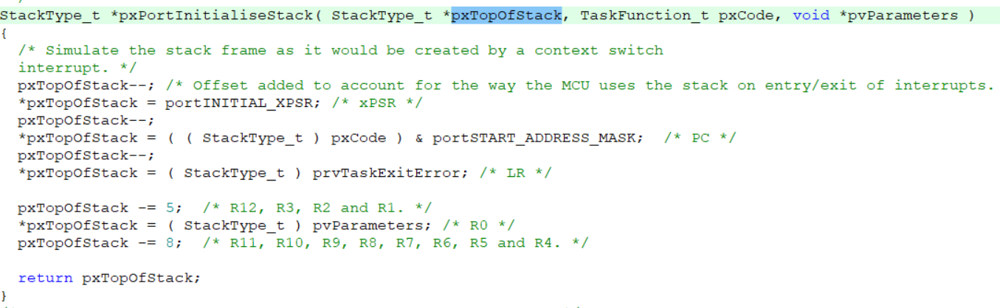 StackType_t *pxPortInitialiseStack( StackType_t *pxTopOfStack, TaskFunction_t pxCode, void *pvParameters )
{
  /* Simulate the stack frame as it would be created by a context switch
  interrupt. */
  pxTopOfStack--; /* Offset added to account for the way the MCU uses the stack on entry/exit of interrupts.
  *pxTopOfStack = portINITIAL_XPSR; /* xPSR */
  pxTopOfStack--;
  *pxTopOfStack = ( ( StackType_t ) pxCode ) & portSTART_ADDRESS_MASK;  /* PC */
  pxTopOfStack--;
  *pxTopOfStack = ( StackType_t ) prvTaskExitError; /* LR */

  pxTopOfStack -= 5;  /* R12, R3, R2 and R1. */
  *pxTopOfStack = ( StackType_t ) pvParameters; /* R0 */
  pxTopOfStack -= 8;  /* R11, R10, R9, R8, R7, R6, R5 and R4. */

  return pxTopOfStack;
}